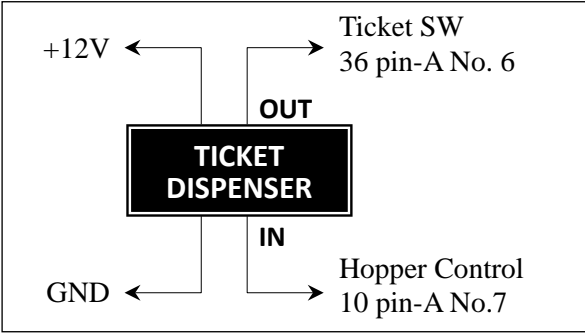 +12V
Ticket SW
36 pin-A No. 6
OUT
TICKET
DISPENSER
IN
GND
Hopper Control
10 pin-A No.7